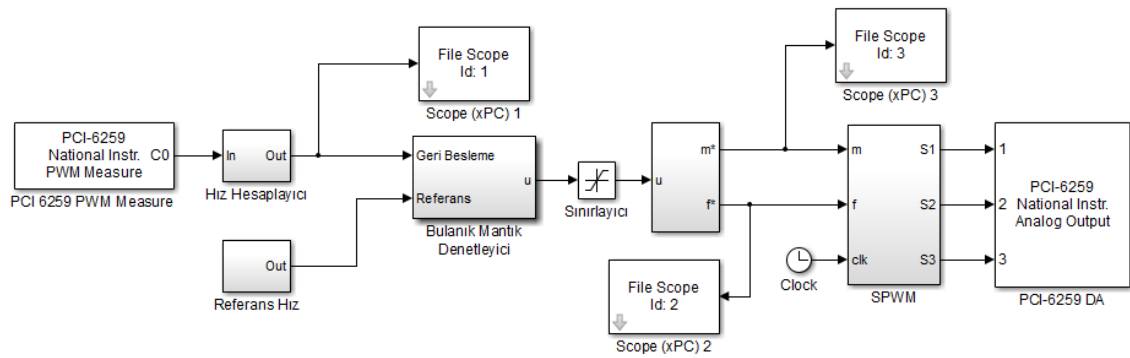 File Scope
Id: 1
Scope (xPC) 1
File Scope
Id: 3
Scope (xPC) 3
PCI-6259
National Instr. C0
PWM Measure
PCI 6259 PWM Measure
In Out
Hız Hesaplayıcı
Geri Besleme
u
Referans
Bulanık Mantık
Denetleyici
Sınırlayıcı
u
m*
f*
m S1
f S2
clk S3
SPWM
1
2
3
PCI-6259
National Instr.
Analog Output
PCI-6259 DA
Out
Referans Hız
Clock
File Scope
Id: 2
Scope (xPC) 2